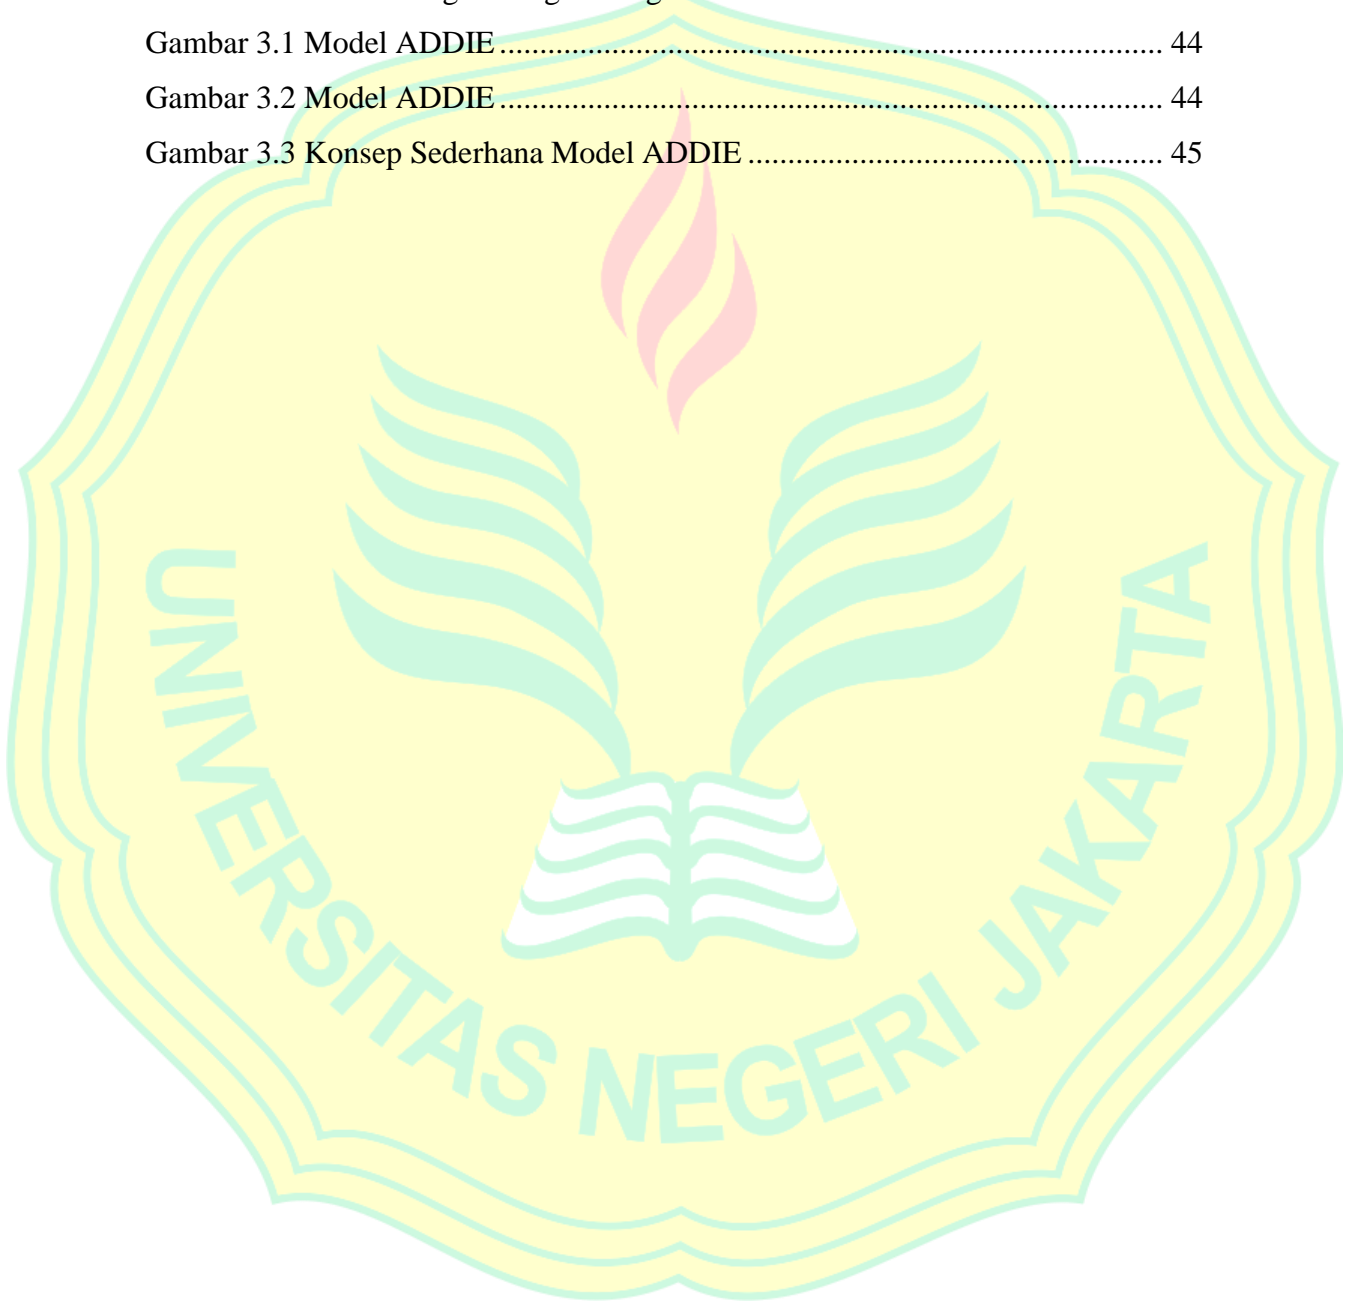 Gambar 3.1 Model ADDIE................................................................................... 44
Gambar 3.2 Model ADDIE................................................................................... 44
Gambar 3.3 Konsep Sederhana Model ADDIE .................................................... 45
UNIVERSITAS NEGERI JAKARTA